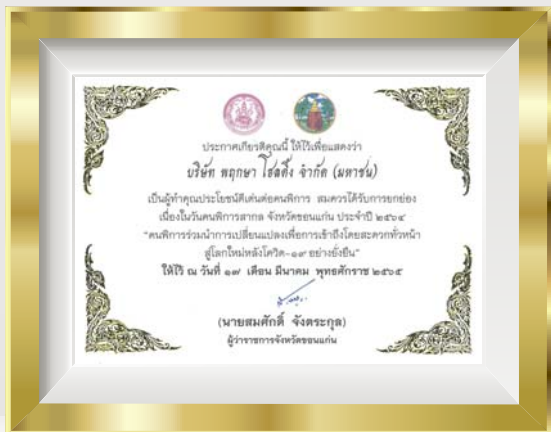 ประกาศเกียรติคุณนี้ ให้ไว้เพื่อแสดงว่า
บริษัท พฤกษา โฮลดิ้ง จำกัด (มหาชน)
เป็นผู้ทำคุณประโยชน์ดีเด่นต่อคนพิการ สมควรได้รับการยกย่อง
เนื่องในวันคนพิการสากล จังหวัดขอนแก่น ประจำปี ๒๕๖๔
"คนพิการร่วมนำการเปลี่ยนแปลงเพื่อการเข้าถึงโดยสะดวกทั่วหน้า
สู่โลกใหม่หลังโควิด-๑๙ อย่างยั่งยืน"
ให้ไว้ ณ วันที่ ๑๗ เดือน มีนาคม พุทธศักราช ๒๕๖๕
(นายสมศักดิ์ จังตระกุล)
ผู้ว่าราชการจังหวัดขอนแก่น